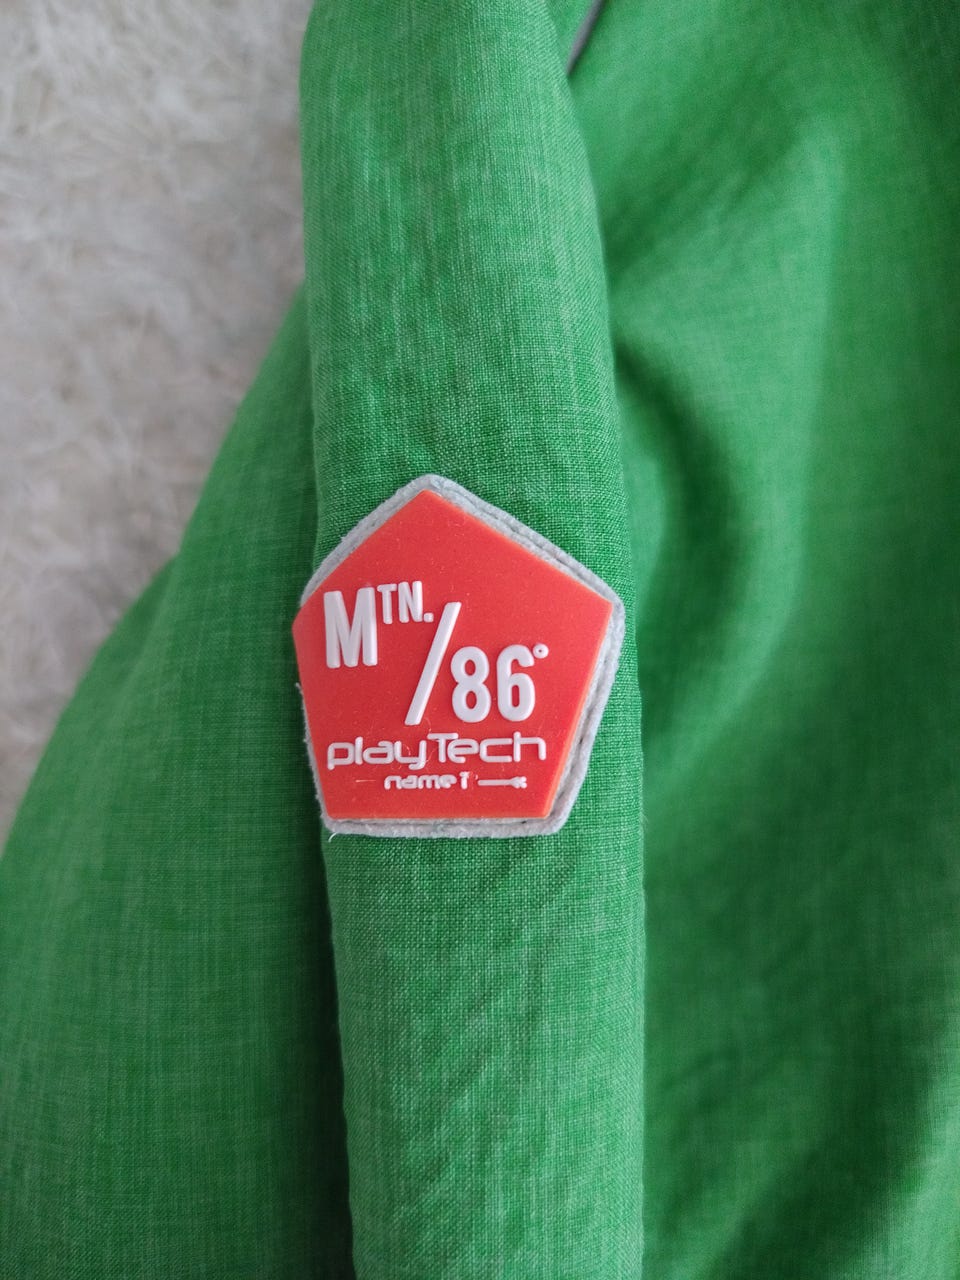 MTN.
/86°
playTech
name it